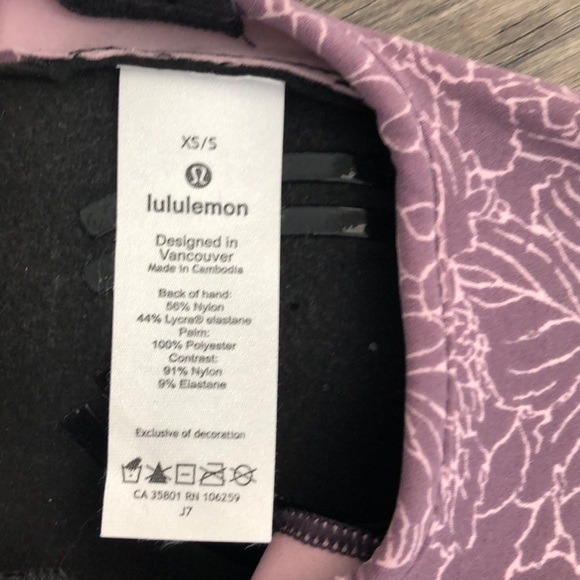 XS/S
lululemon
Designed in
Vancouver
Made in Cambodia
Back of hand:
56% Nylon
44% Lycra® elastane
Palm:
100% Polyester
Contrast:
91% Nylon
9% Elastane
Exclusive of decoration
CA 35801 RN 106259
J7